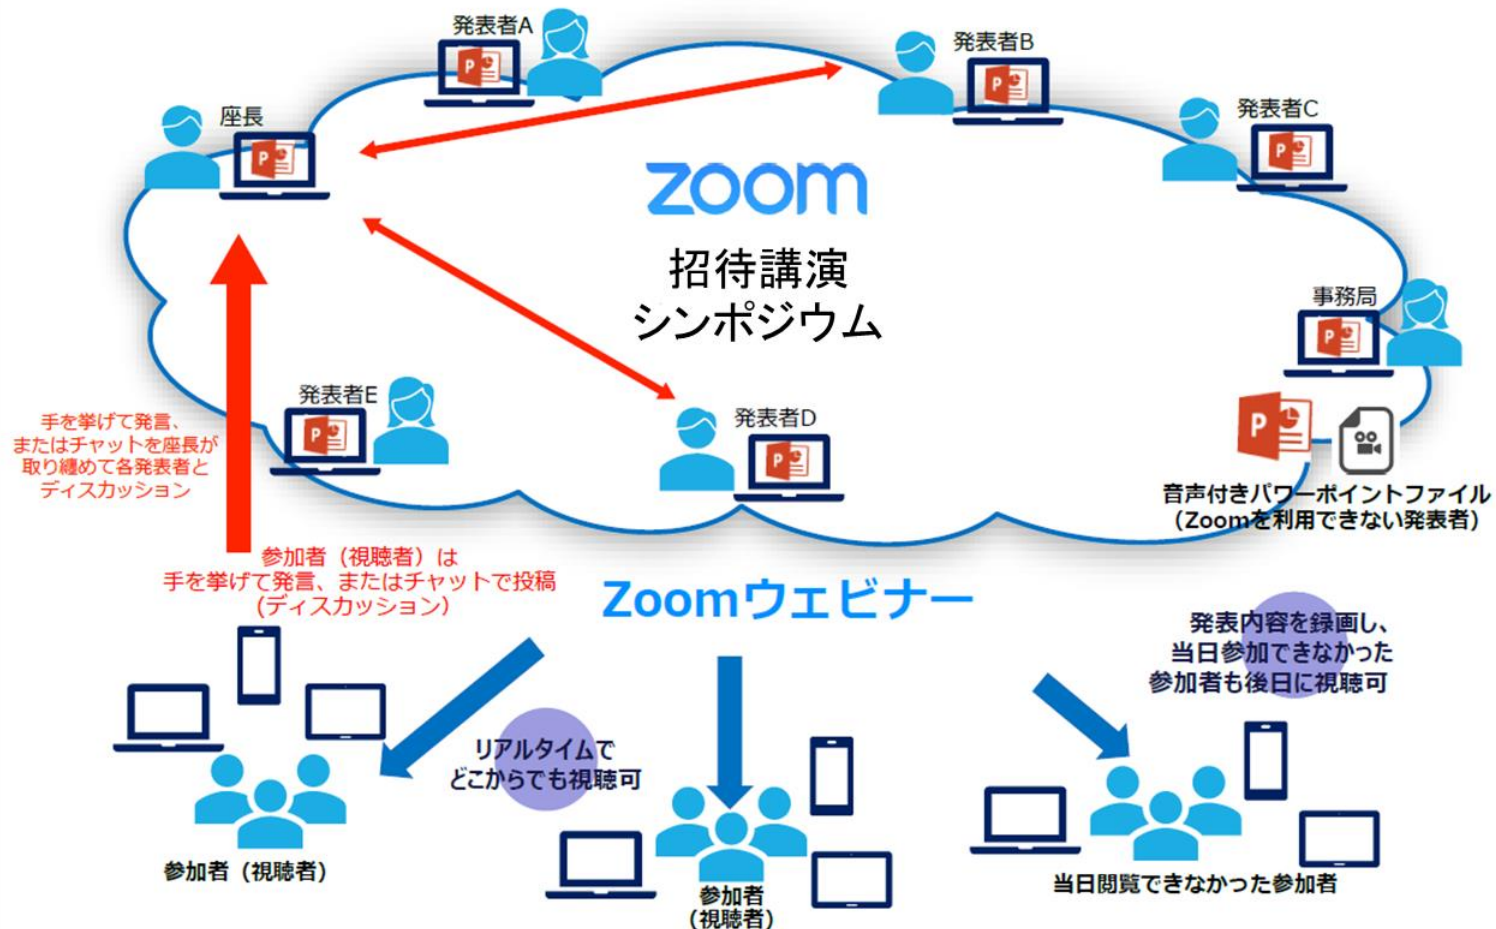 発表者A
発表者B
発表者C
座長
zoom
招待講演
シンポジウム
事務局
発表者E
発表者D
手を挙げて発言、
またはチャットを座長が
取り纏めて各発表者と
ディスカッション
音声付きパワーポイントファイル
（Zoomを利用できない発表者）
参加者（視聴者）は
手を挙げて発言、またはチャットで投稿
(ディスカッション）
Zoomウェビナー
発表内容を録画し、
当日参加できなかった
参加者も後日に視聴可
リアルタイムで
どこからでも視聴可
参加者（視聴者）
参加者
（視聴者）
当日閲覧できなかった参加者
P
P
P
P
P
P
P
P